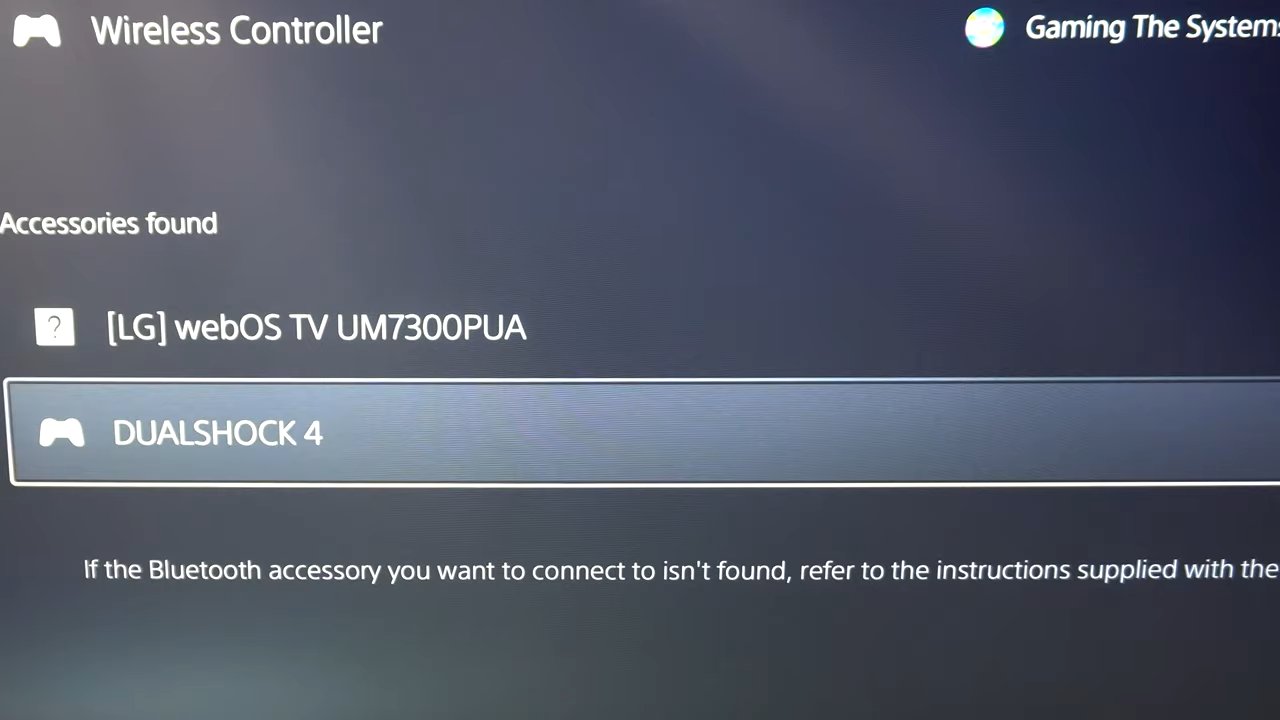 Wireless Controller
Gaming The Systems
Accessories found
? [LG] webOS TV UM7300PUA
DUALSHOCK 4
If the Bluetooth accessory you want to connect to isn't found, refer to the instructions supplied with the